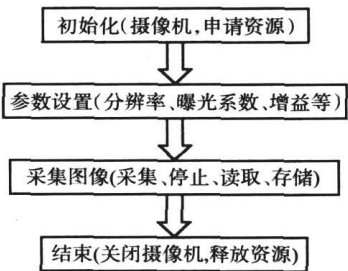 初始化(摄像机,申请资源)
参数设置(分辨率、曝光系数、增益等)
采集图像(采集、停止、读取、存储)
结束(关闭摄像机,释放资源)